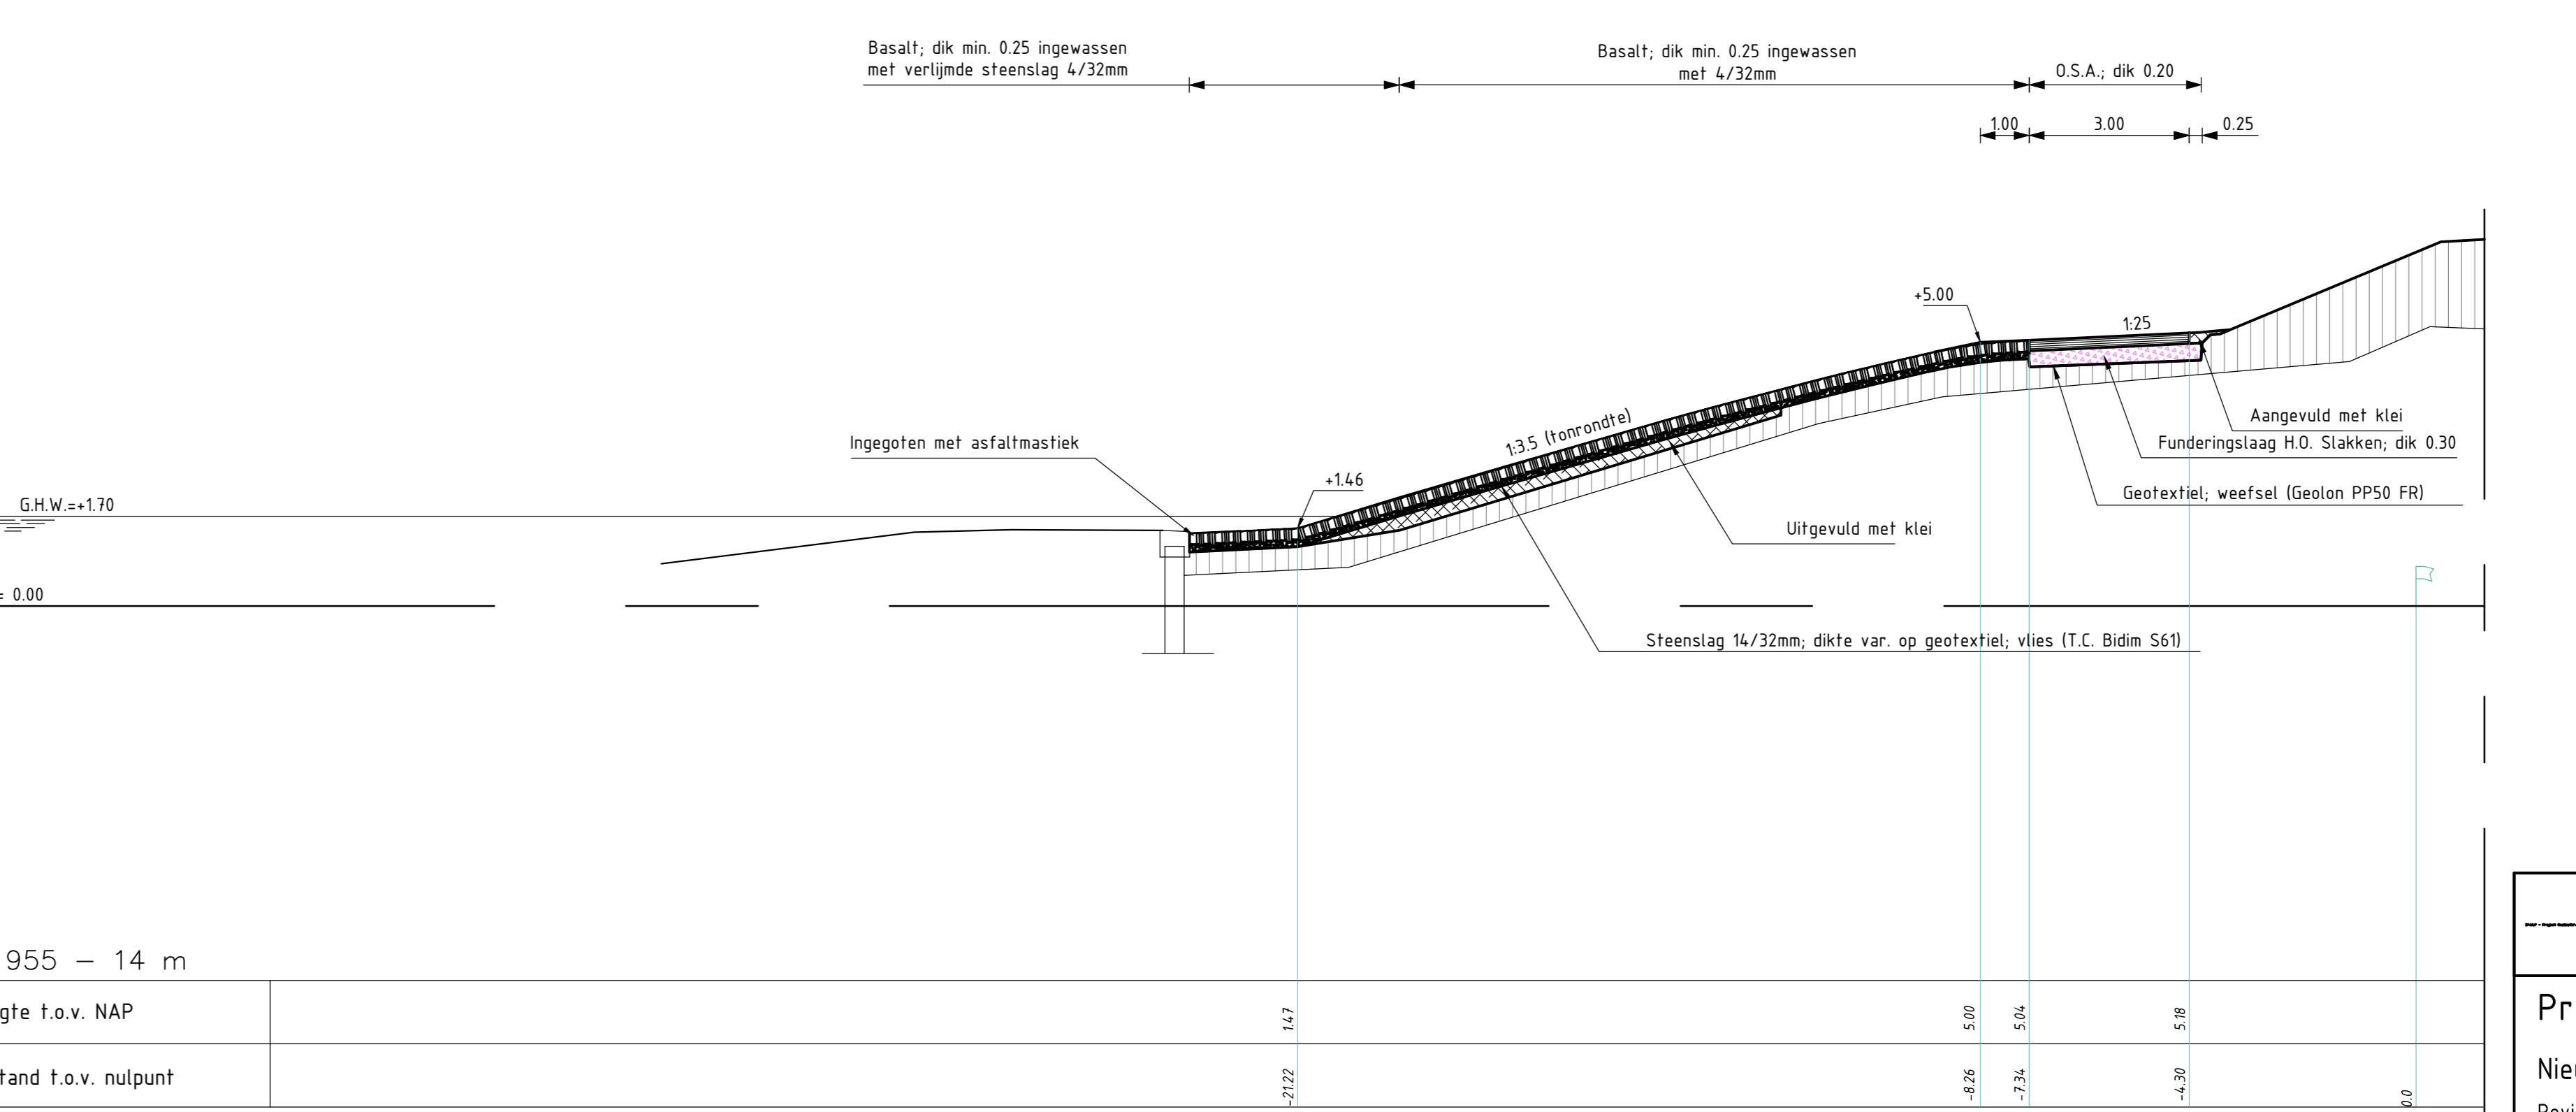 Basalt; dik min. 0.25 ingewassen
met verlijmde steenslag 4/32mm
Basalt; dik min. 0.25 ingewassen
met 4/32mm
O.S.A.; dik 0.20
1.00
3.00
0.25
+5.00
1:25
1:3.5 (tonrondte)
Aangevuld met klei
Funderingslaag H.O. Slakken; dik 0.30
Geotextiel; weefsel (Geolon PP50 FR)
Ingegoten met asfaltmastiek
+1.46
G.H.W.=+1.70
Uitgevuld met klei
= 0.00
Steenslag 14/32mm; dikte var. op geotextiel; vlies (T.C. Bidim S61)
955 - 14 m
gte t.o.v. NAP
1.47
5.00
5.04
5.18
Pr
tand t.o.v. nulpunt
-21.22
-8.26
-7.34
-4.30
0.0